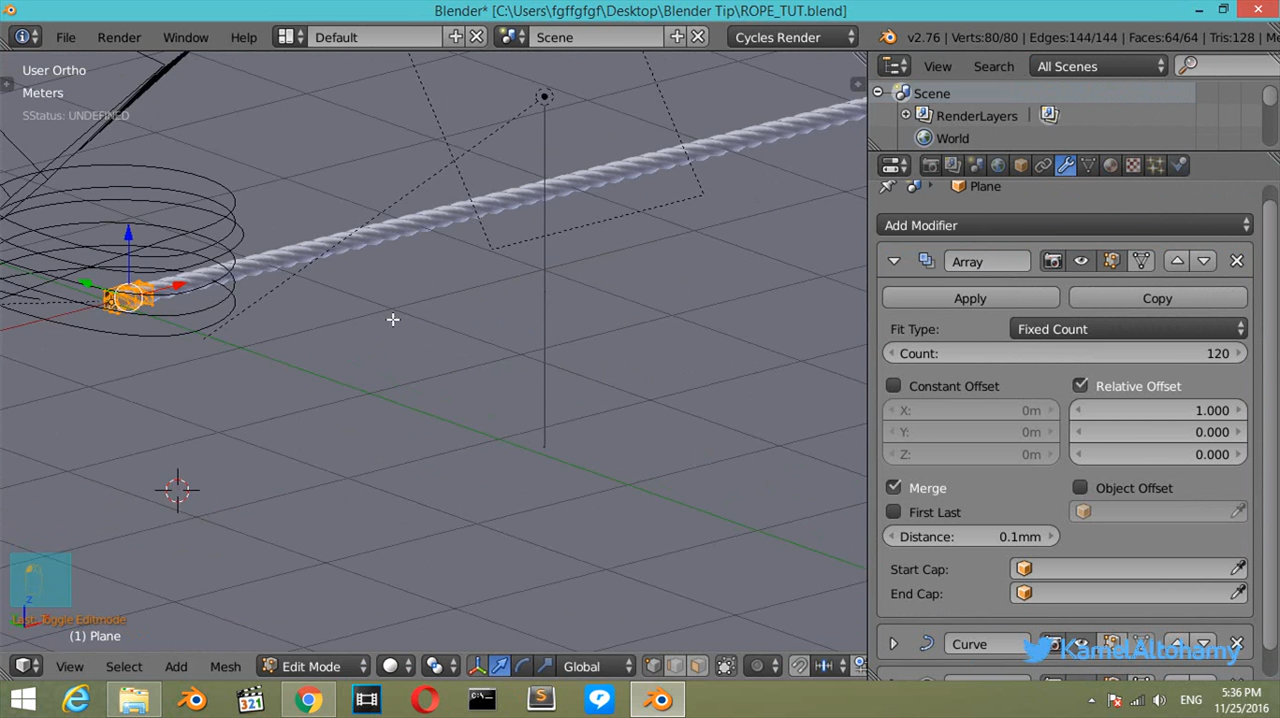 Blender* [C:\Users\fgffgfgf\Desktop\Blender Tip\ROPE_TUT.blend]
File Render Window Help Default Scene Cycles Render v2.76 | Verts:80/80 | Edges:144/144 | Faces:64/64 | Tris:128 | Me
User Ortho
Meters
SStatus: UNDEFINED
View Search All Scenes
Scene
RenderLayers
World
Plane
Add Modifier
Array
Apply Copy
Fit Type: Fixed Count
Count: 120
Constant Offset Relative Offset
X: 0m 1.000
Y: 0m 0.000
Z: 0m 0.000
Merge Object Offset
First Last
Distance: 0.1mm
Start Cap:
End Cap:
Curve
KamelAltohamy
z
Last: Toggle Editmode
(1) Plane
View Select Add Mesh Edit Mode Global
321
ENG
5:36 PM
11/25/2016